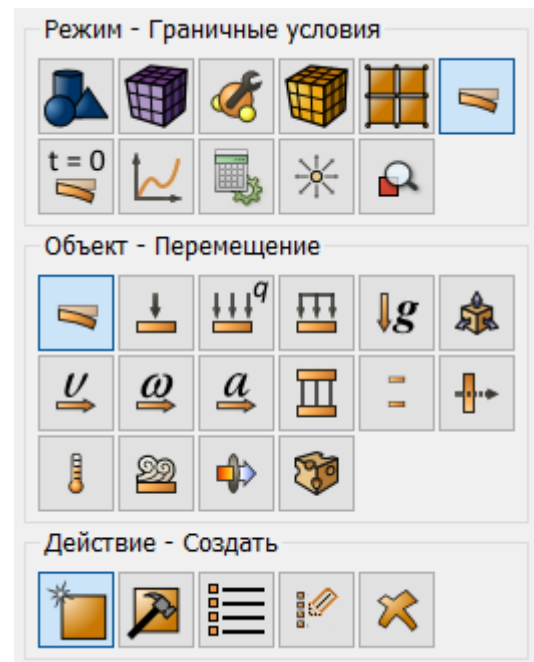 Режим - Граничные условия
t = 0
Объект - Перемещение
q
g
υ ω a
Действие - Создать